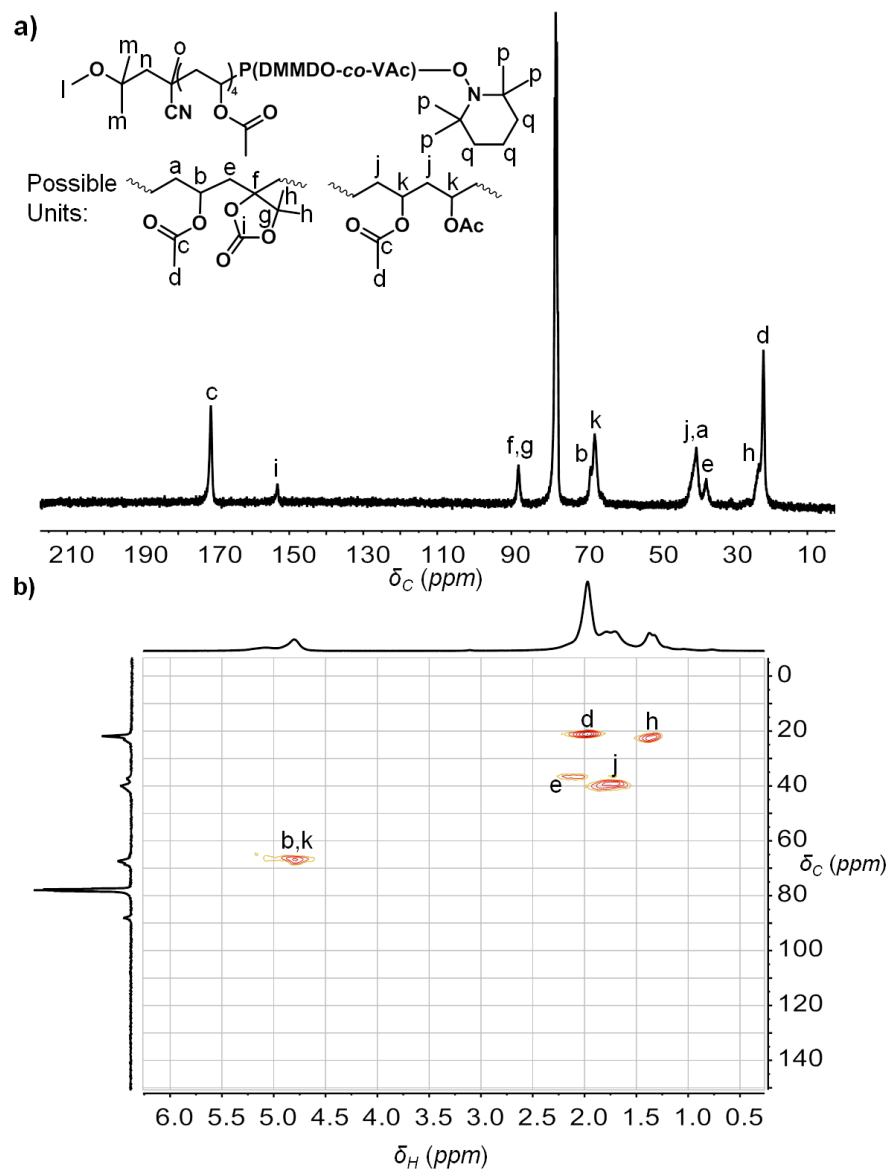 a)
m
n
o
O
l
m
CN
4
O
O
P(DMMDO-co-VAc)
O
N
p
p
p
p
q
q
q
Possible
Units:
a
b
e
f
h
h
g
i
O
O
O
O
O
c
d
j
j
k
k
O
O
OAc
c
d
c
i
f,g
b
k
j,a
e
h
d
210 190 170 150 130 110 90 70 50 30 10
δC (ppm)
b)
d
h
e
j
b,k
0
20
40
60
δC (ppm)
80
100
120
140
6.0 5.5 5.0 4.5 4.0 3.5 3.0 2.5 2.0 1.5 1.0 0.5
δH (ppm)